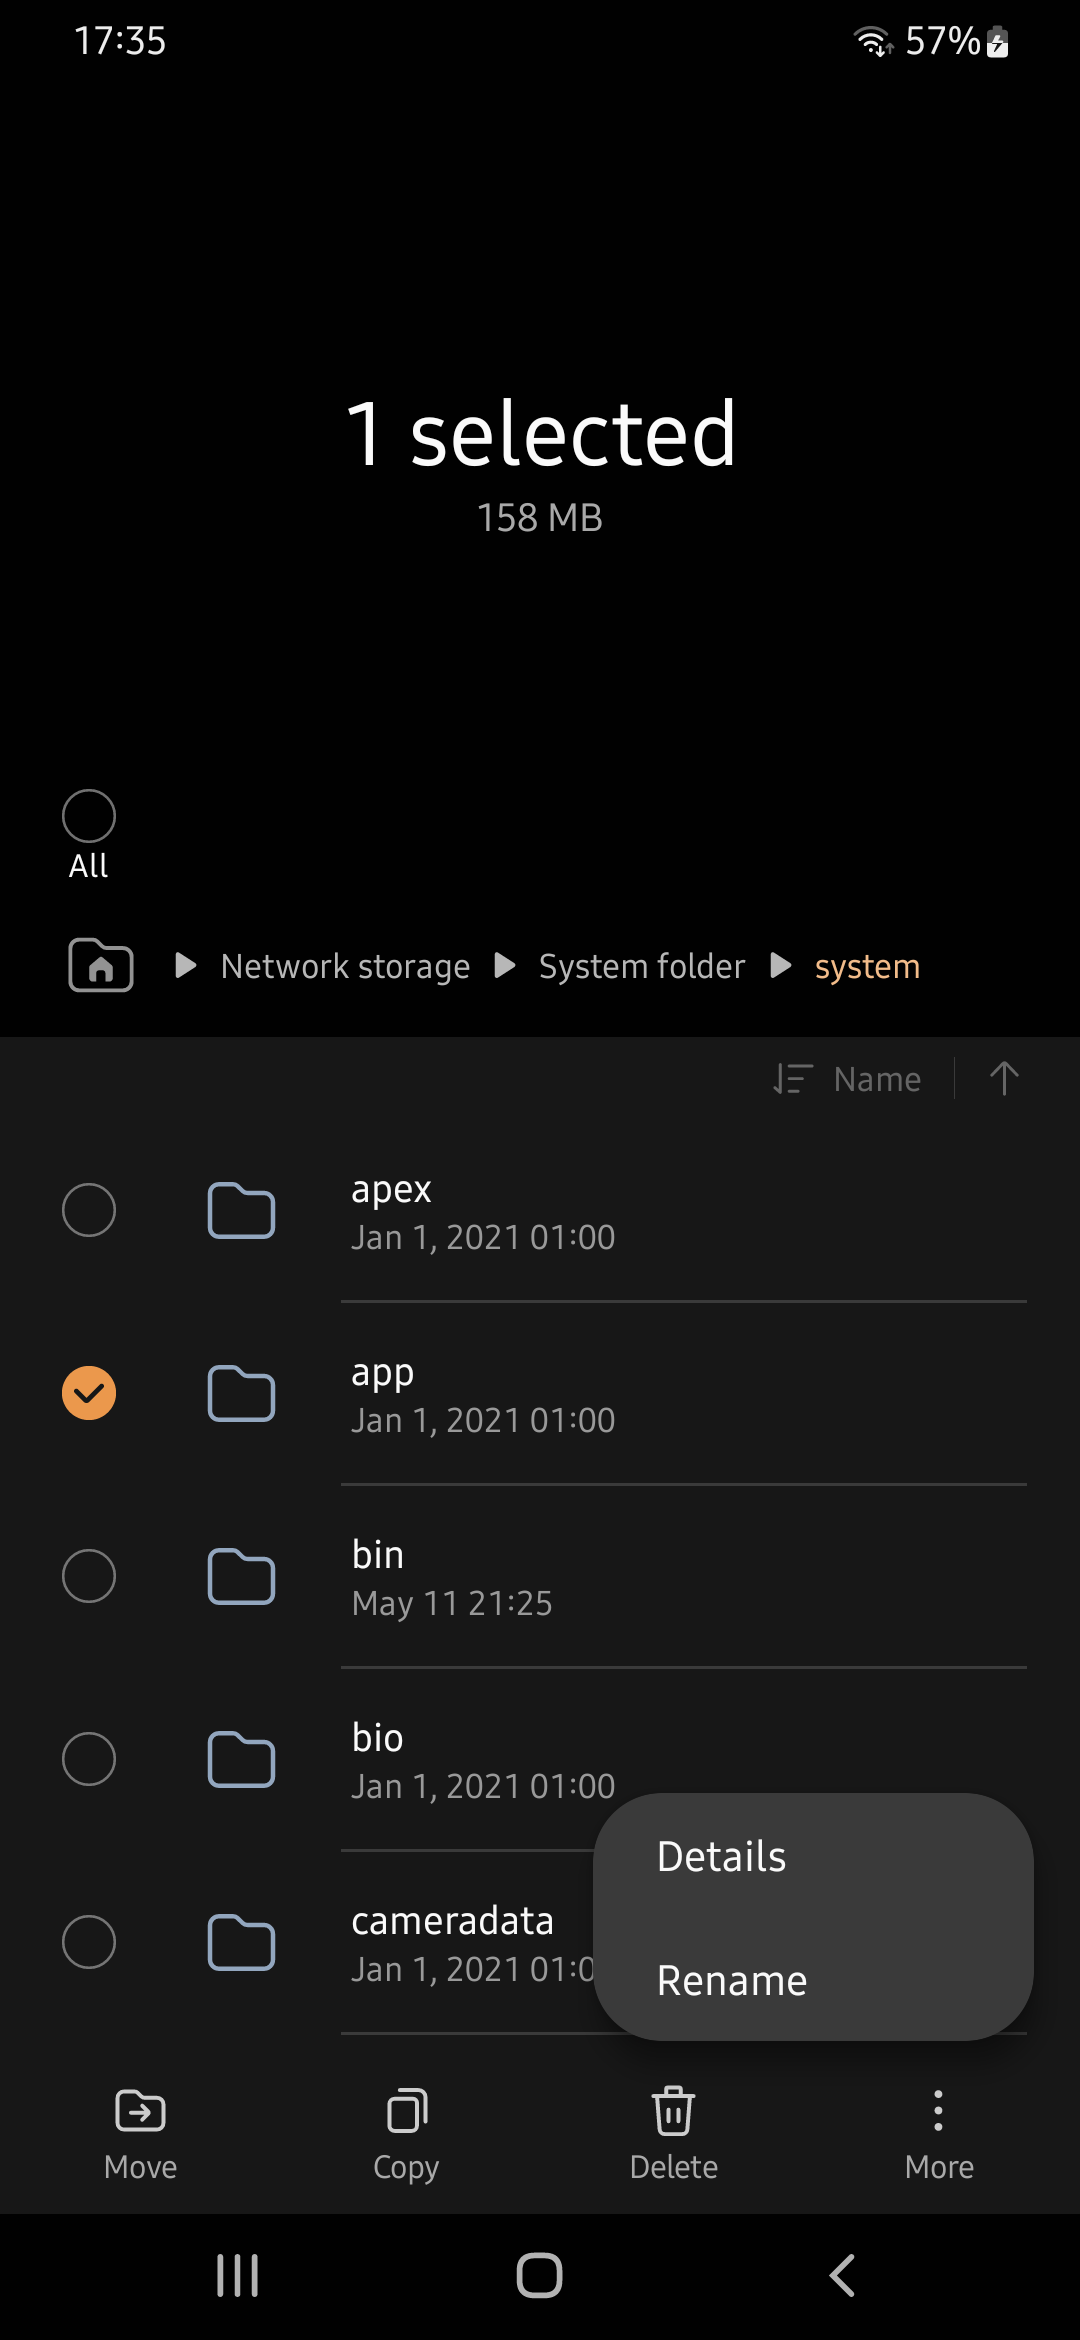 17:35
57%
1 selected
158 MB
All
Network storage
System folder
system
Name
apex
Jan 1, 2021 01:00
app
Jan 1, 2021 01:00
bin
May 11 21:25
bio
Jan 1, 2021 01:00
cameradata
Jan 1, 2021 01:0
Details
Rename
Move
Copy
Delete
More